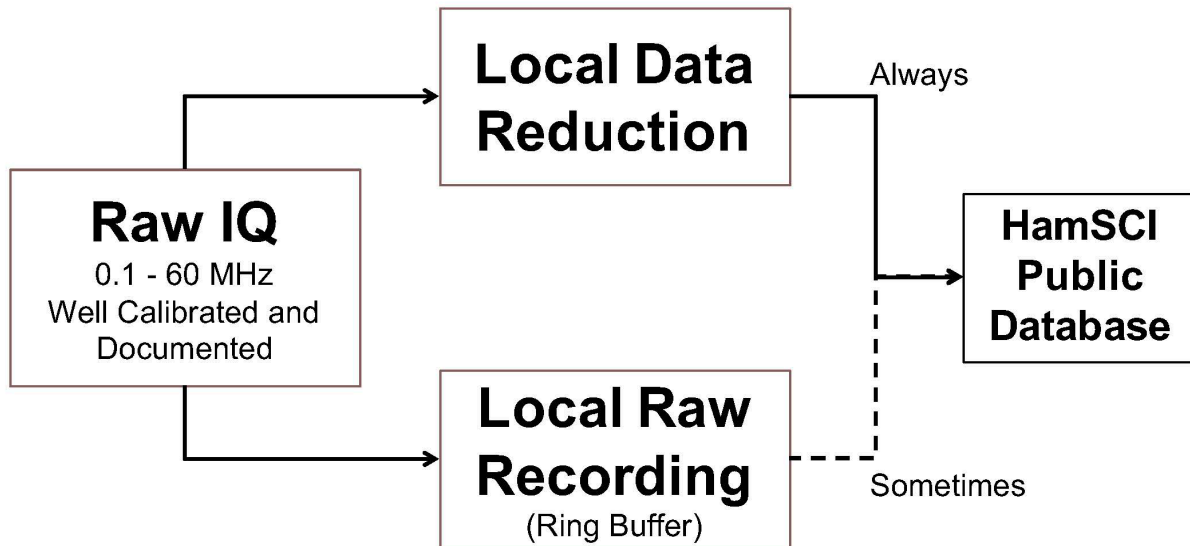 Raw IQ
0.1 - 60 MHz
Well Calibrated and
Documented
Local Data
Reduction
Always
Local Raw
Recording
(Ring Buffer)
Sometimes
HamSCI
Public
Database